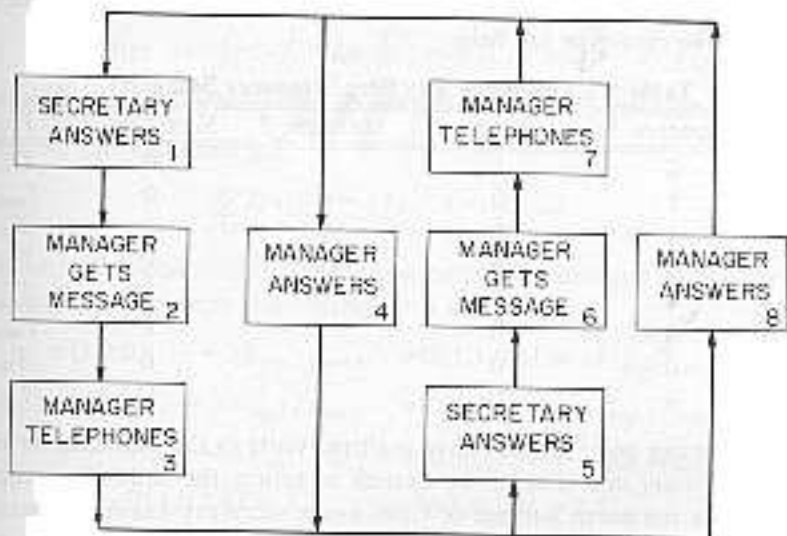 SECRETARY
ANSWERS
1
MANAGER
GETS
MESSAGE
2
MANAGER
TELEPHONES
3
MANAGER
ANSWERS
4
MANAGER
TELEPHONES
7
MANAGER
GETS
MESSAGE
6
SECRETARY
ANSWERS
5
MANAGER
ANSWERS
8